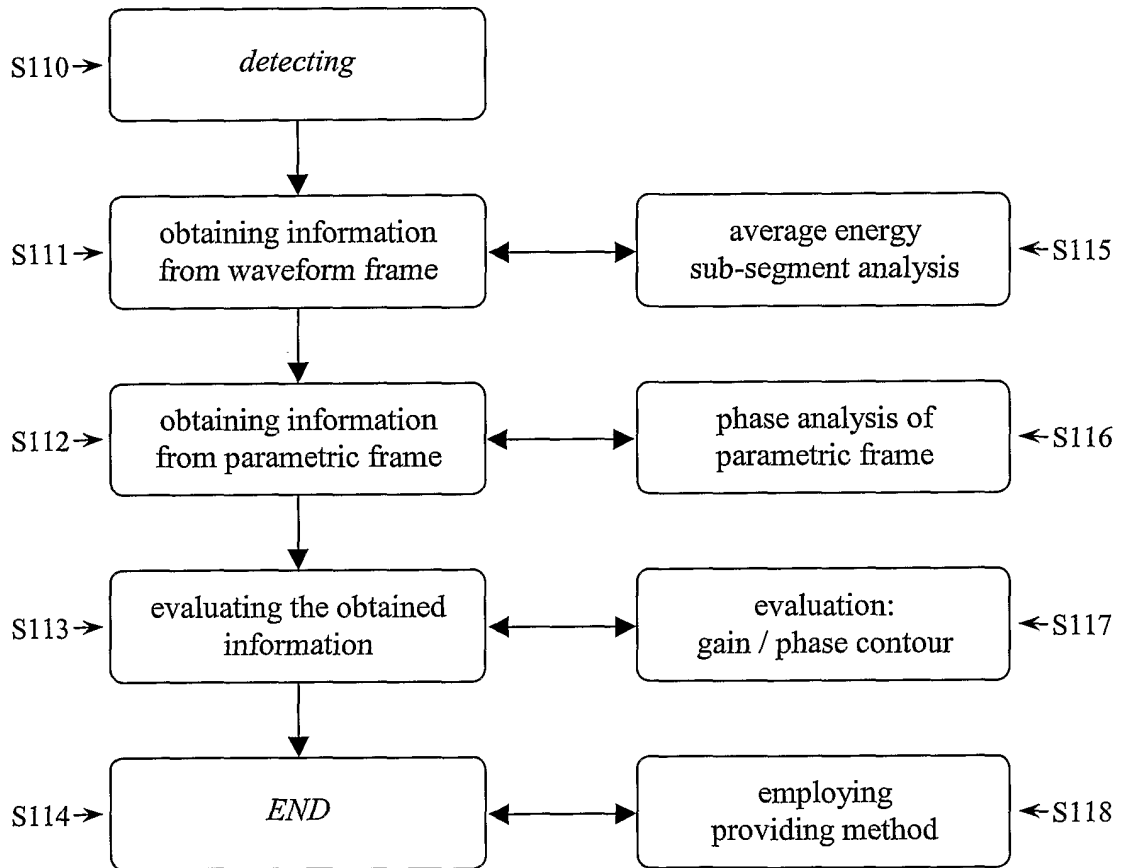 S110
detecting
S111
obtaining information
from waveform frame
average energy
sub-segment analysis
S115
S112
obtaining information
from parametric frame
phase analysis of
parametric frame
S116
S113
evaluating the obtained
information
evaluation:
gain / phase contour
S117
S114
END
employing
providing method
S118